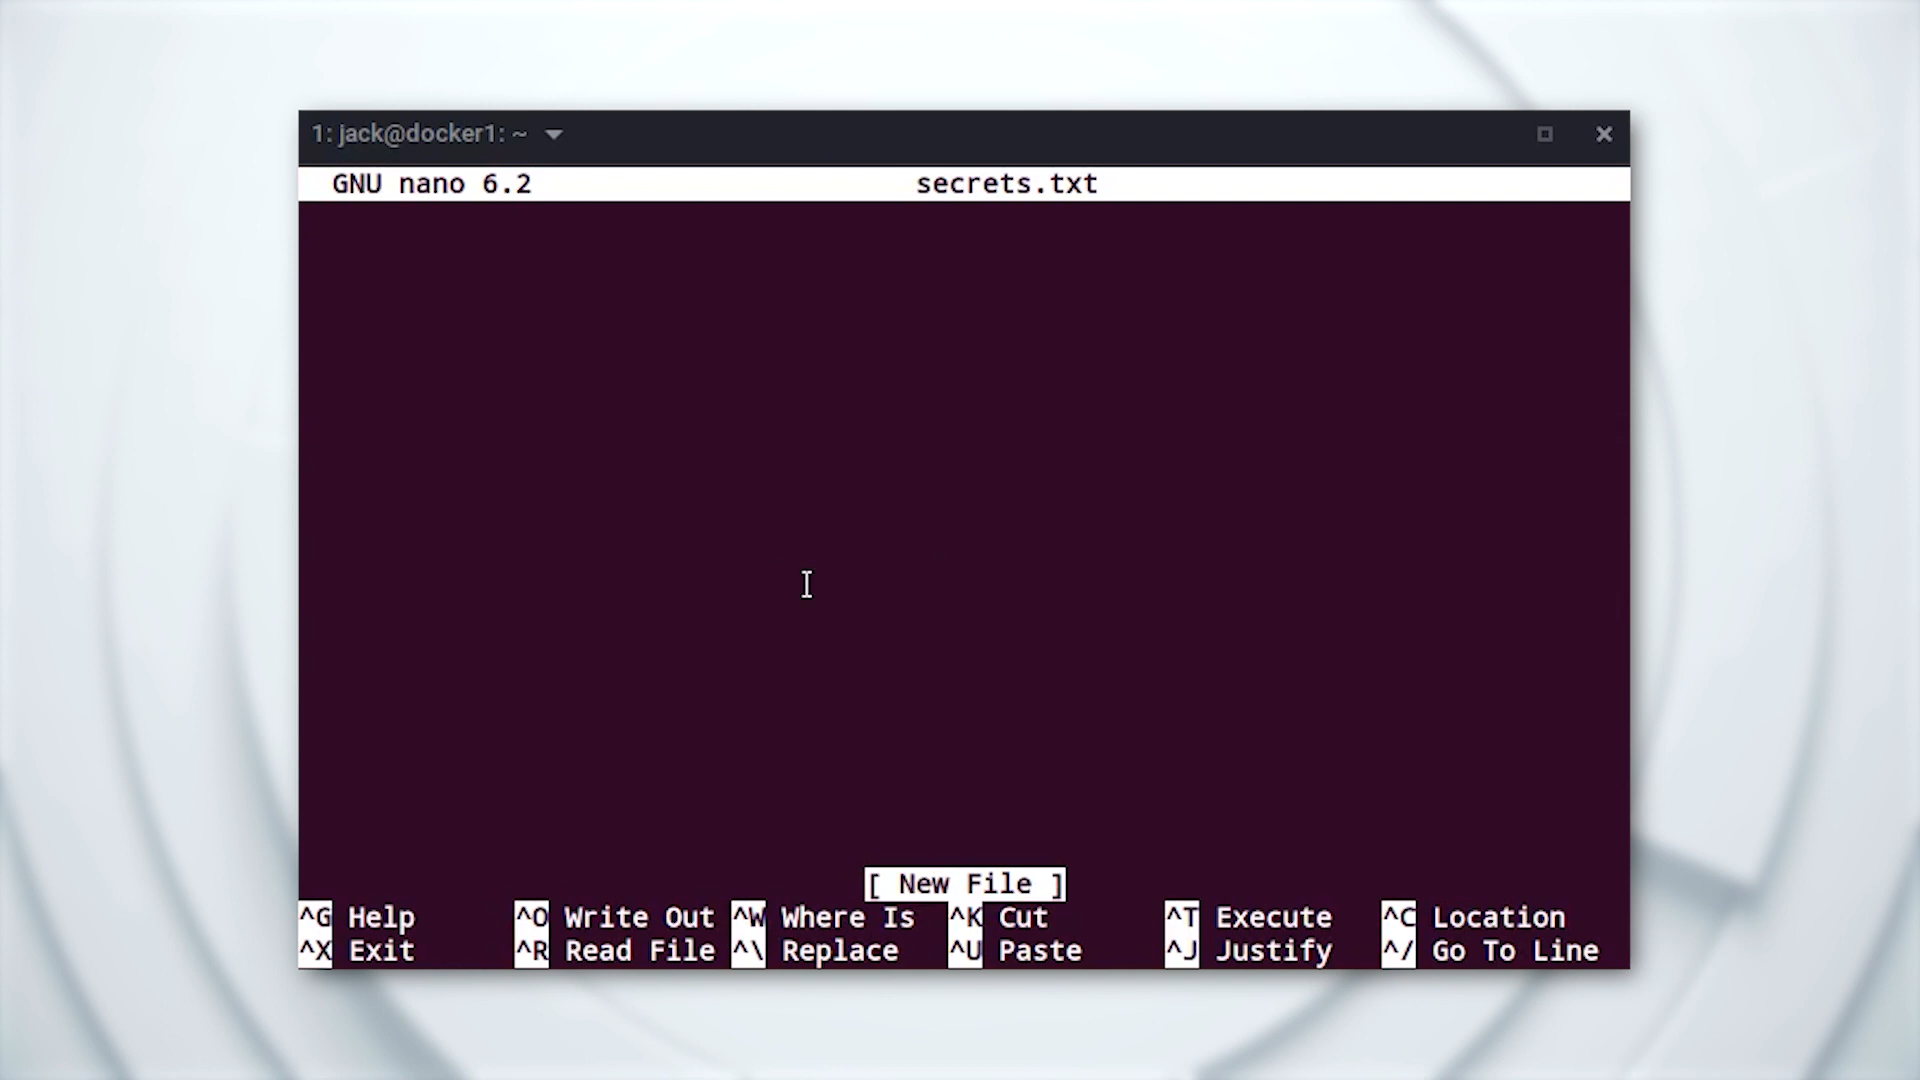 1: jack@docker1: ~
GNU nano 6.2 secrets.txt
[ New File ]
^G Help ^O Write Out ^W Where Is ^K Cut ^T Execute ^C Location
^X Exit ^R Read File ^\ Replace ^U Paste ^J Justify ^/ Go To Line